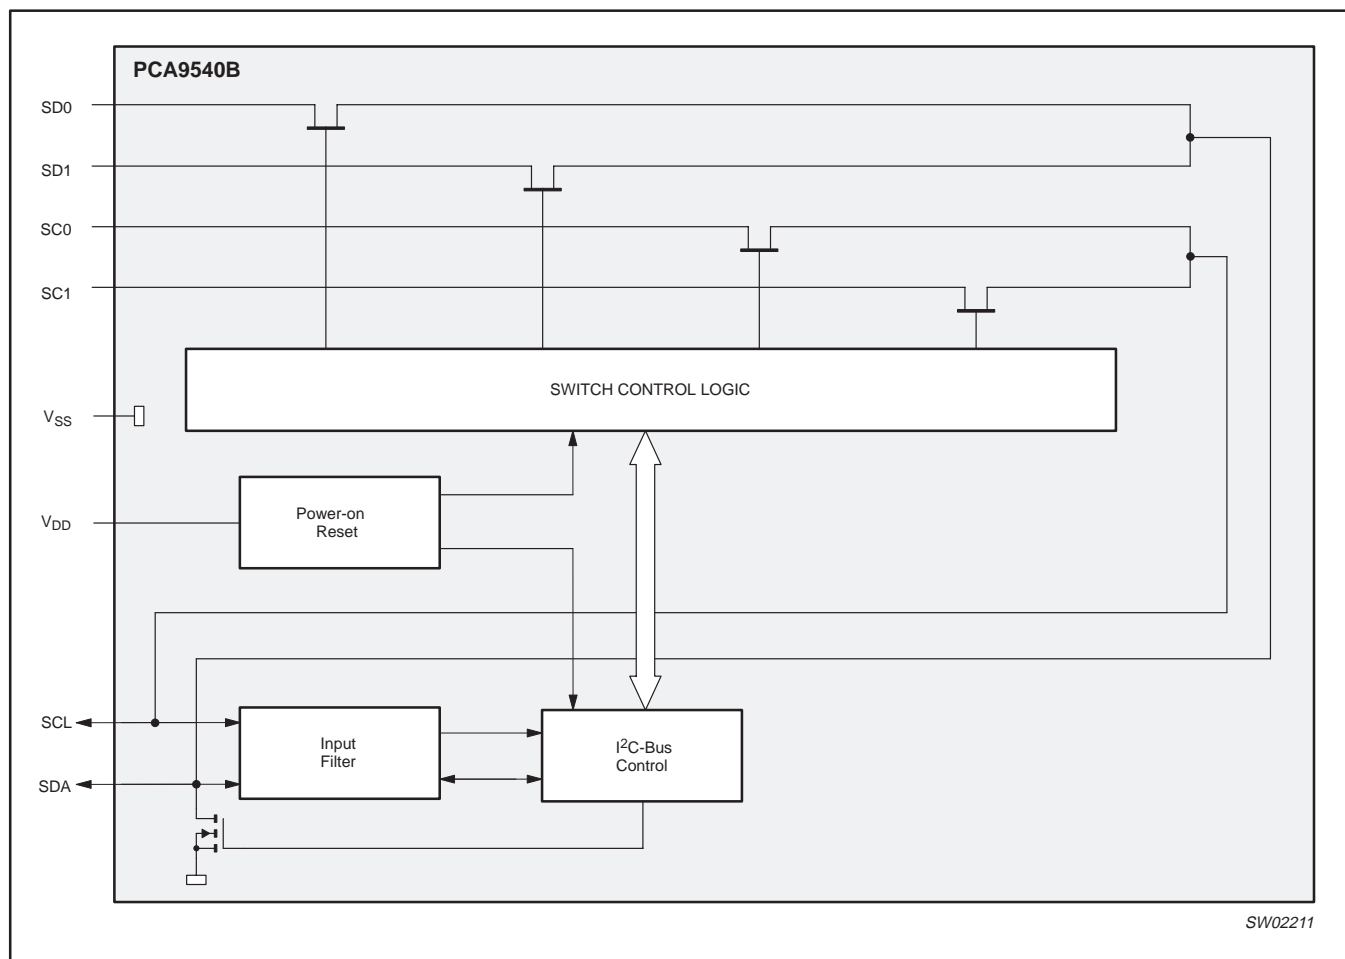 PCA9540B
SD0
SD1
SC0
SC1
SWITCH CONTROL LOGIC
VSS
Power-on
Reset
VDD
SCL
Input
Filter
I²C-Bus
Control
SDA
SW02211